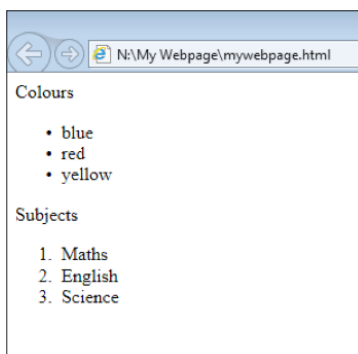 N:\My Webpage\mywebpage.html
Colours
• blue
• red
• yellow
Subjects
1. Maths
2. English
3. Science